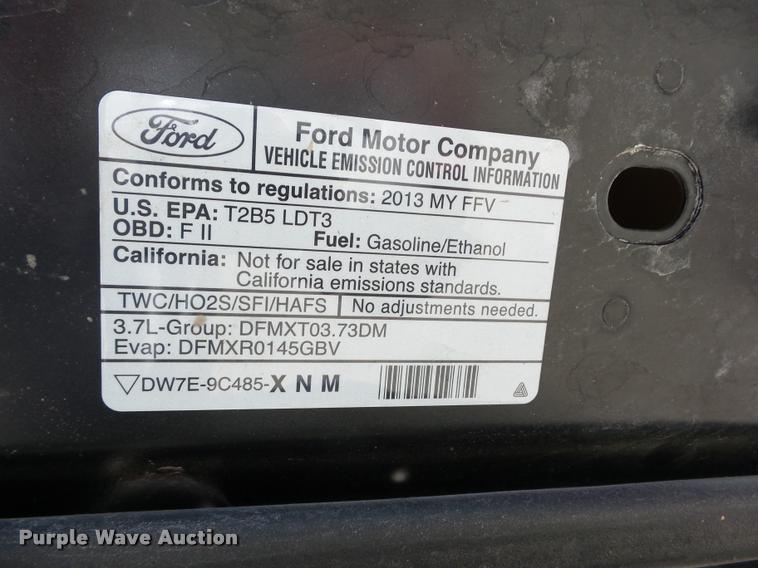 Ford
Ford Motor Company
VEHICLE EMISSION CONTROL INFORMATION
Conforms to regulations: 2013 MY FFV
U.S. EPA: T2B5 LDT3
OBD: F II Fuel: Gasoline/Ethanol
California: Not for sale in states with
California emissions standards.
TWC/HO2S/SFI/HAFS No adjustments needed.
3.7L-Group: DFMXT03.73DM
Evap: DFMXR0145GBV
▽DW7E-9C485-X N M
Purple Wave Auction